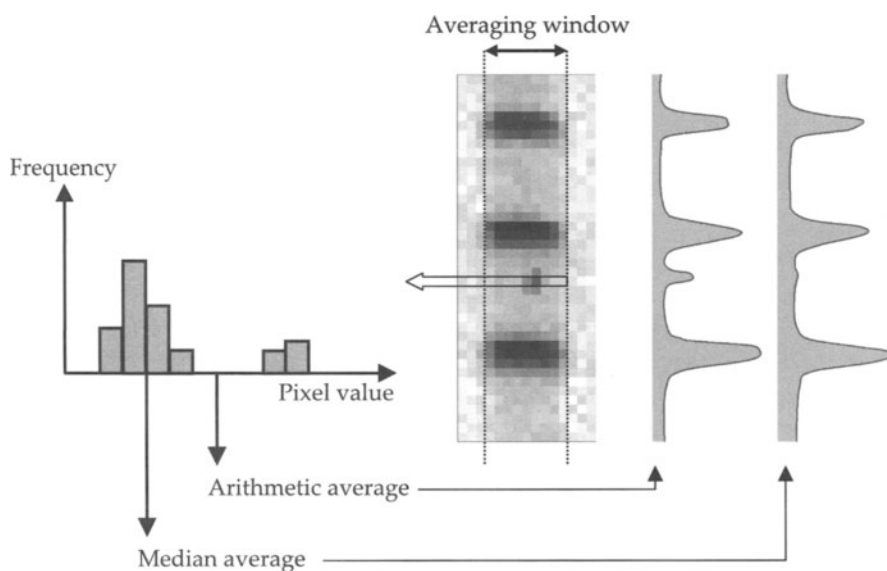 Averaging window
Frequency
Pixel value
Arithmetic average
Median average